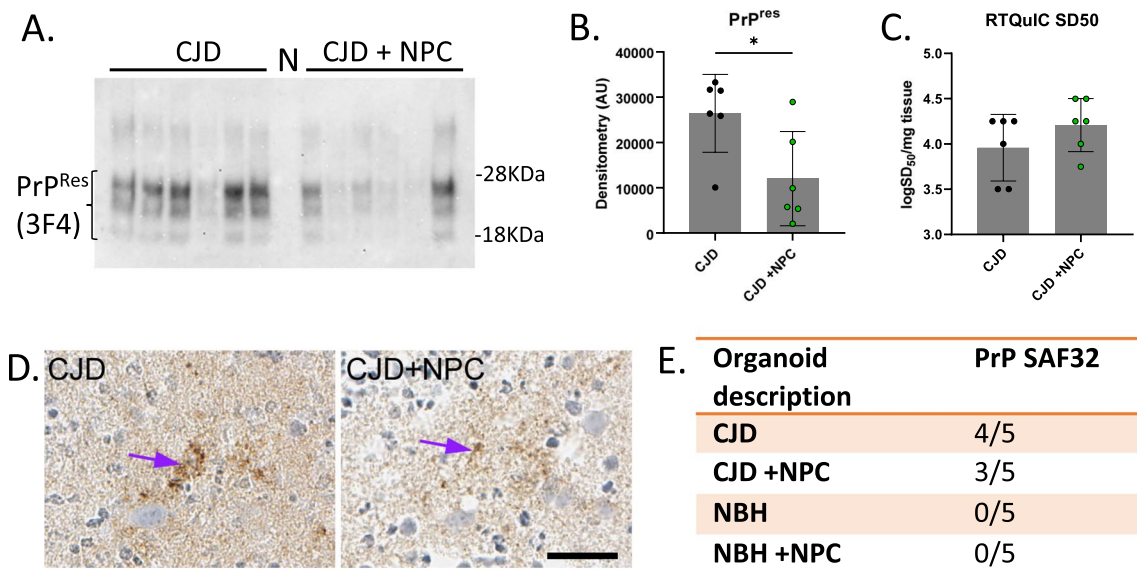 A.
CJD N CJD + NPC
PrP^Res
(3F4)
-28KDa
-18KDa
B.
PrP^res
*
Densitometry (AU)
40000
30000
20000
10000
0
CJD
CJD +NPC
C.
RTQuIC SD50
logSD₅₀/mg tissue
5.0
4.5
4.0
3.5
3.0
CJD
CJD +NPC
D.
CJD
CJD+NPC
E.
Organoid PrP SAF32
description
CJD 4/5
CJD +NPC 3/5
NBH 0/5
NBH +NPC 0/5